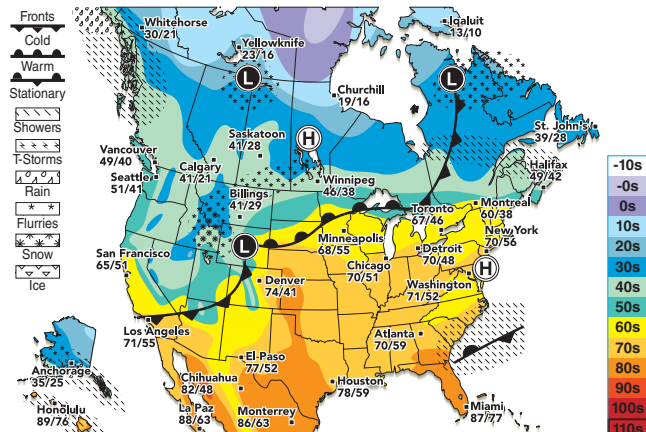 Fronts
Cold
Warm
Stationary
Showers
T-Storms
Rain
Flurries
Snow
Ice
Whitehorse
30/21
Yellowknife
23/16
Iqaluit
13/10
L
L
Churchill
19/16
H
St. John's
39/28
Saskatoon
41/28
Vancouver
49/40
Calgary
41/21
Seattle
51/41
Winnipeg
46/38
Halifax
49/42
Billings
41/29
Toronto
67/46
Montreal
60/38
Minneapolis
68/55
New York
70/56
L
San Francisco
65/51
Detroit
70/48
Chicago
70/51
H
Denver
74/41
Washington
71/52
Los Angeles
71/55
Atlanta
70/59
El Paso
77/52
Anchorage
35/25
Chihuahua
82/48
Houston
78/59
Honolulu
89/76
La Paz
88/63
Monterrey
86/63
Miami
87/77
-10s
-0s
0s
10s
20s
30s
40s
50s
60s
70s
80s
90s
100s
110s